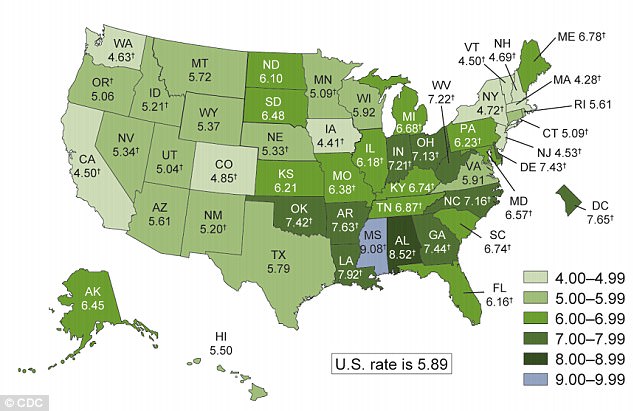 WA
4.63†
OR†
5.06
CA
4.50†
NV
5.34†
ID
5.21†
MT
5.72
WY
5.37
UT
5.04†
CO
4.85†
AZ
5.61
NM
5.20†
ND
6.10
SD
6.48
NE
5.33†
KS
6.21
OK
7.42†
TX
5.79
MN
5.09†
IA
4.41†
MO
6.38†
AR
7.63†
LA
7.92†
WI
5.92
IL
6.18†
MS
9.08†
MI
6.68†
IN
7.21†
OH
7.13†
KY 6.74†
TN 6.87†
AL
8.52†
GA
7.44†
FL
6.16†
SC
6.74†
NC 7.16†
VA
5.91
WV
7.22†
PA
6.23†
NY
4.72†
VT
4.50†
NH
4.69†
ME 6.78†
MA 4.28†
RI 5.61
CT 5.09†
NJ 4.53†
DE 7.43†
MD
6.57†
DC
7.65†
AK
6.45
HI
5.50
U.S. rate is 5.89
4.00–4.99
5.00–5.99
6.00–6.99
7.00–7.99
8.00–8.99
9.00–9.99
©CDC